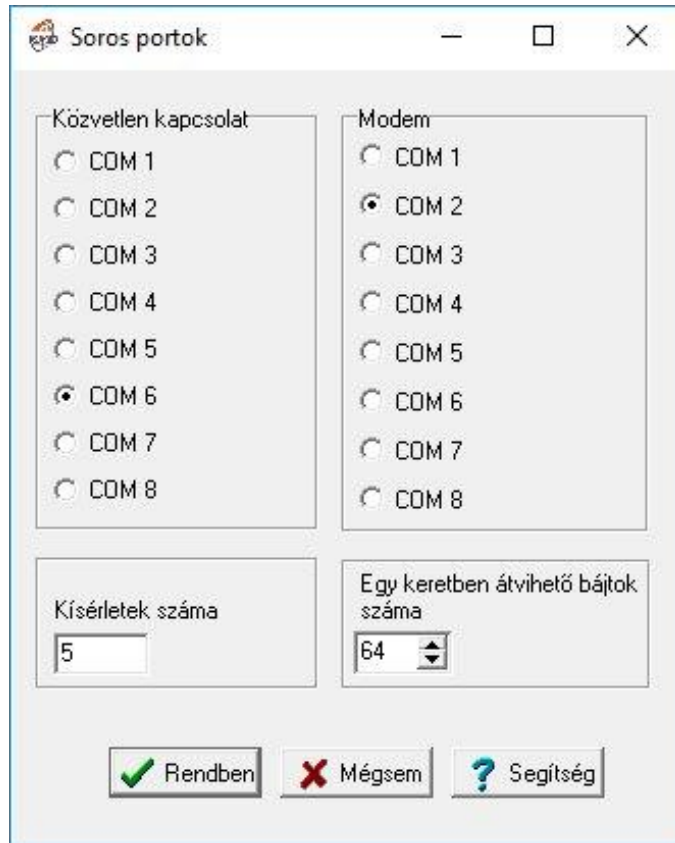 Soros portok
Közvetlen kapcsolat
COM 1
COM 2
COM 3
COM 4
COM 5
COM 6
COM 7
COM 8
Modem
COM 1
COM 2
COM 3
COM 4
COM 5
COM 6
COM 7
COM 8
Kísérletek száma
5
Egy keretben átvihető bájtok
száma
64
Rendben
Mégsem
Segítség